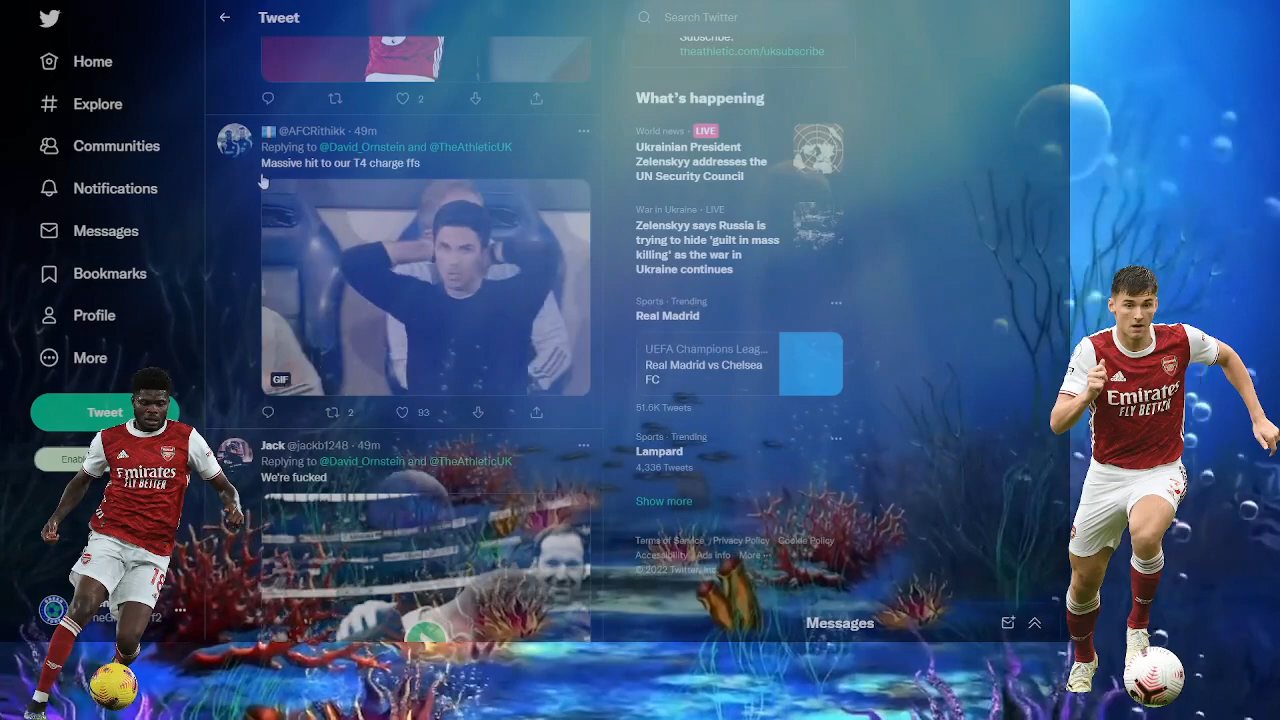 Home
Explore
Communities
Notifications
Messages
Bookmarks
Profile
More
Tweet
Tweet
2
@AFCRithikk · 49m
Replying to @David_Ornstein and @TheAthleticUK
Massive hit to our T4 charge ffs
GIF
2
93
Jack @jackb1248 · 49m
Replying to @David_Ornstein and @TheAthleticUK
We're fucked
Search Twitter
Subscribe:
theathletic.com/uksubscribe
What's happening
World news · LIVE
Ukrainian President
Zelenskyy addresses the
UN Security Council
War in Ukraine · LIVE
Zelenskyy says Russia is
trying to hide 'guilt in mass
killing' as the war in
Ukraine continues
Sports · Trending
Real Madrid
UEFA Champions Leag...
Real Madrid vs Chelsea
FC
51.6K Tweets
Sports · Trending
Lampard
4,336 Tweets
Show more
Terms of Service Privacy Policy Cookie Policy
Accessibility Ads info More ···
© 2022 Twitter, Inc.
Messages
Emirates
FLY BETTER
18
Emirates
FLY BETTER